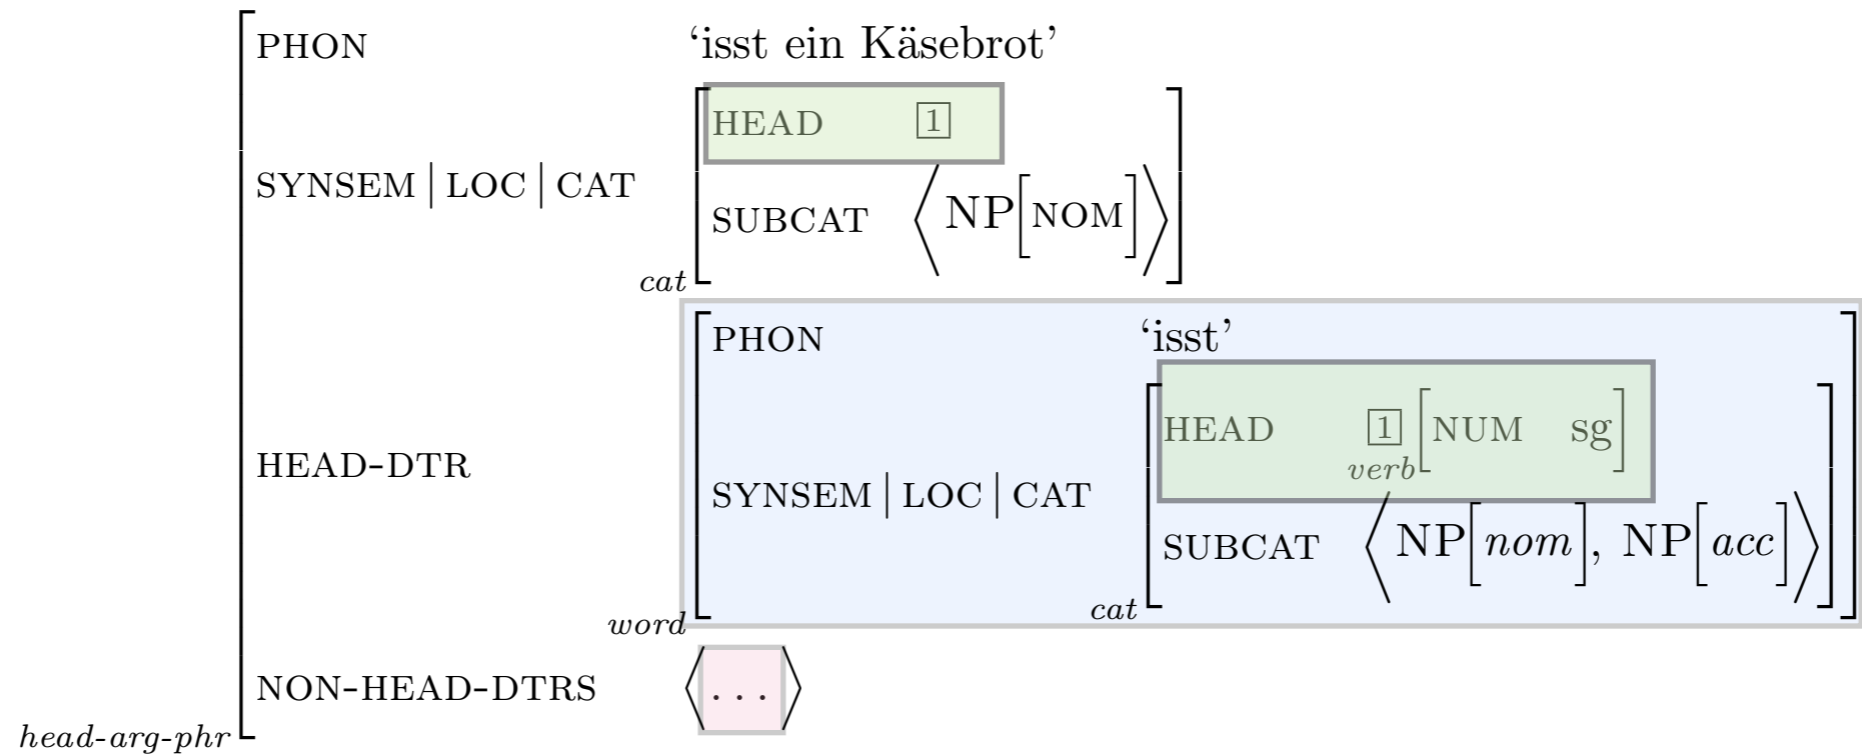 PHON ‘isst ein Käsebrot’
HEAD 1
SYNSEM | LOC | CAT
SUBCAT ⟨NP[NOM]⟩
cat
PHON ‘isst’
HEAD 1 [NUM sg]
verb
HEAD-DTR
SYNSEM | LOC | CAT
SUBCAT ⟨NP[nom], NP[acc]⟩
cat
word
NON-HEAD-DTRS ⟨...⟩
head-arg-phr